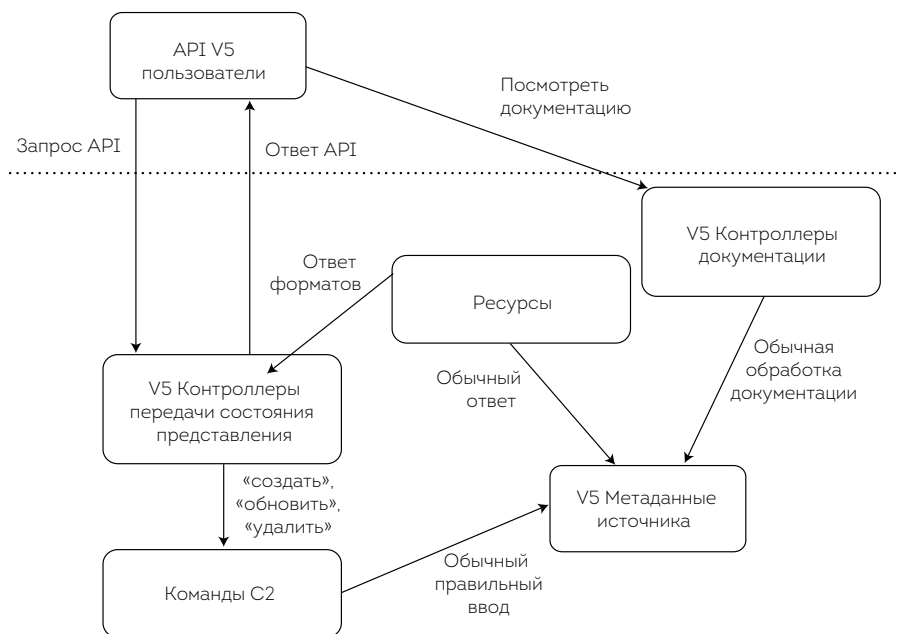 API V5
пользователи
Посмотреть
документацию
Запрос API
Ответ API
V5 Контроллеры
документации
Ответ
форматов
Ресурсы
Обычная
обработка
документации
Обычный
ответ
V5 Контроллеры
передачи состояния
представления
«создать»,
«обновить»,
«удалить»
V5 Метаданные
источника
Обычный
правильный
ввод
Команды C2